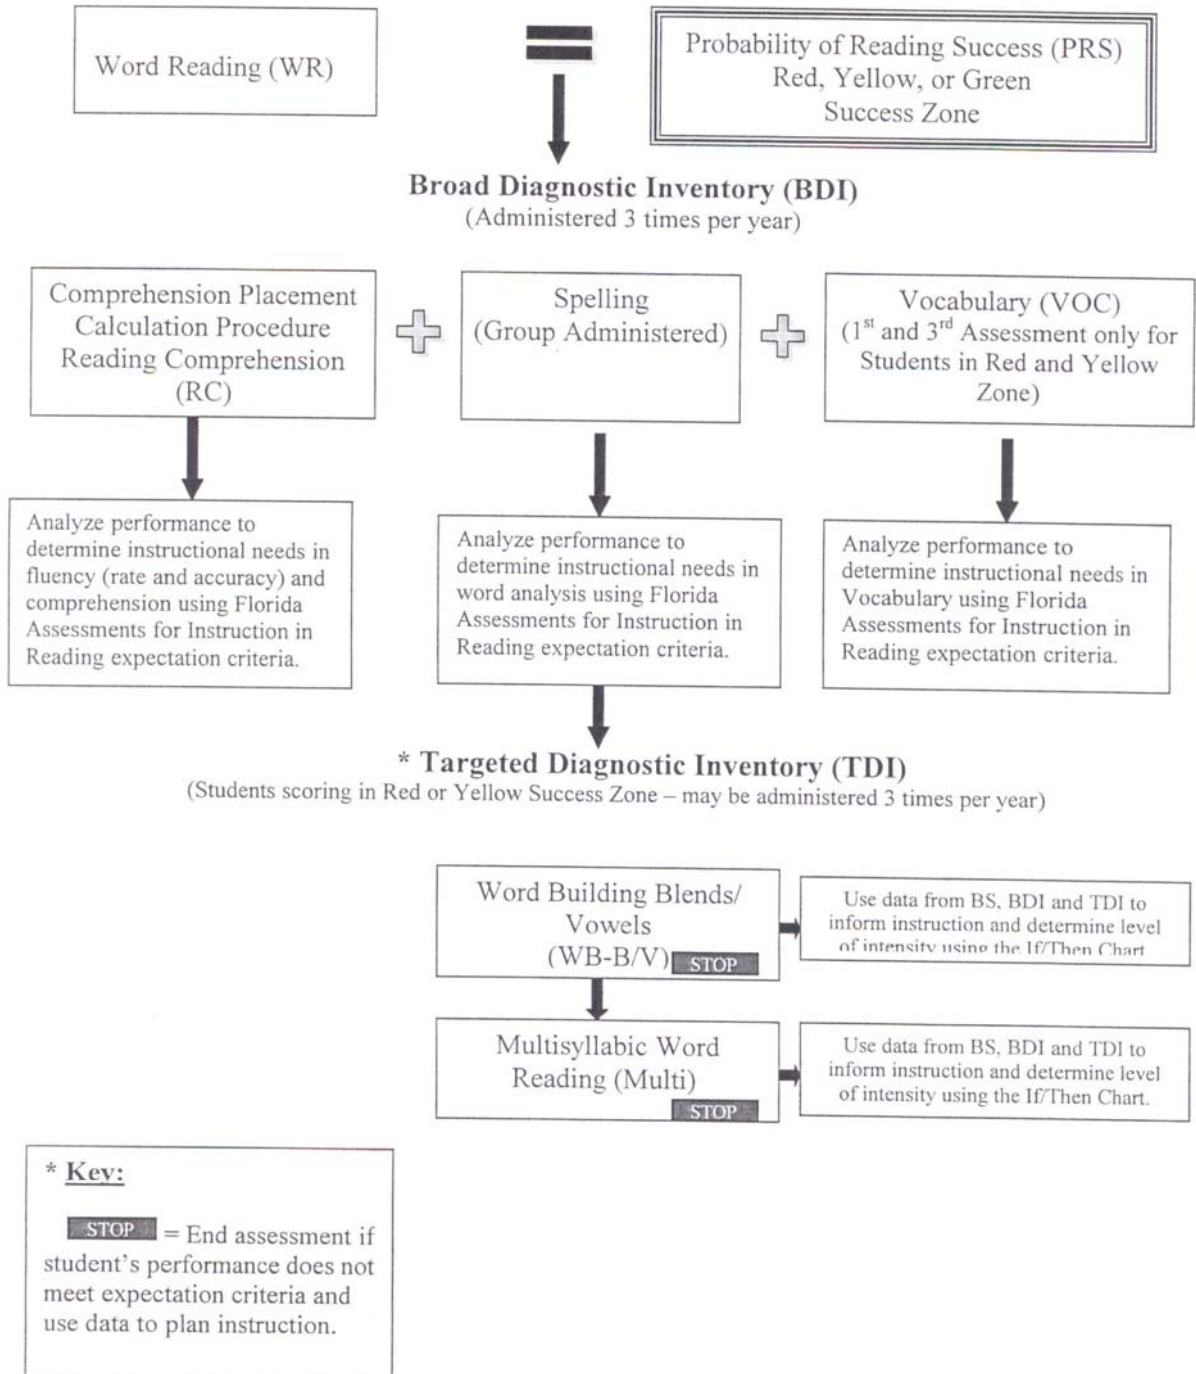 Word Reading (WR)
Probability of Reading Success (PRS)
Red, Yellow, or Green
Success Zone
Broad Diagnostic Inventory (BDI)
(Administered 3 times per year)
Comprehension Placement
Calculation Procedure
Reading Comprehension
(RC)
Spelling
(Group Administered)
Vocabulary (VOC)
(1st and 3rd Assessment only for
Students in Red and Yellow
Zone)
Analyze performance to
determine instructional needs in
fluency (rate and accuracy) and
comprehension using Florida
Assessments for Instruction in
Reading expectation criteria.
Analyze performance to
determine instructional needs in
word analysis using Florida
Assessments for Instruction in
Reading expectation criteria.
Analyze performance to
determine instructional needs in
Vocabulary using Florida
Assessments for Instruction in
Reading expectation criteria.
* Targeted Diagnostic Inventory (TDI)
(Students scoring in Red or Yellow Success Zone – may be administered 3 times per year)
Word Building Blends/
Vowels
(WB-B/V) STOP
Use data from BS, BDI and TDI to
inform instruction and determine level
of intensity using the If/Then Chart
Multisyllabic Word
Reading (Multi)
STOP
Use data from BS, BDI and TDI to
inform instruction and determine level
of intensity using the If/Then Chart.
* Key:
STOP = End assessment if
student's performance does not
meet expectation criteria and
use data to plan instruction.